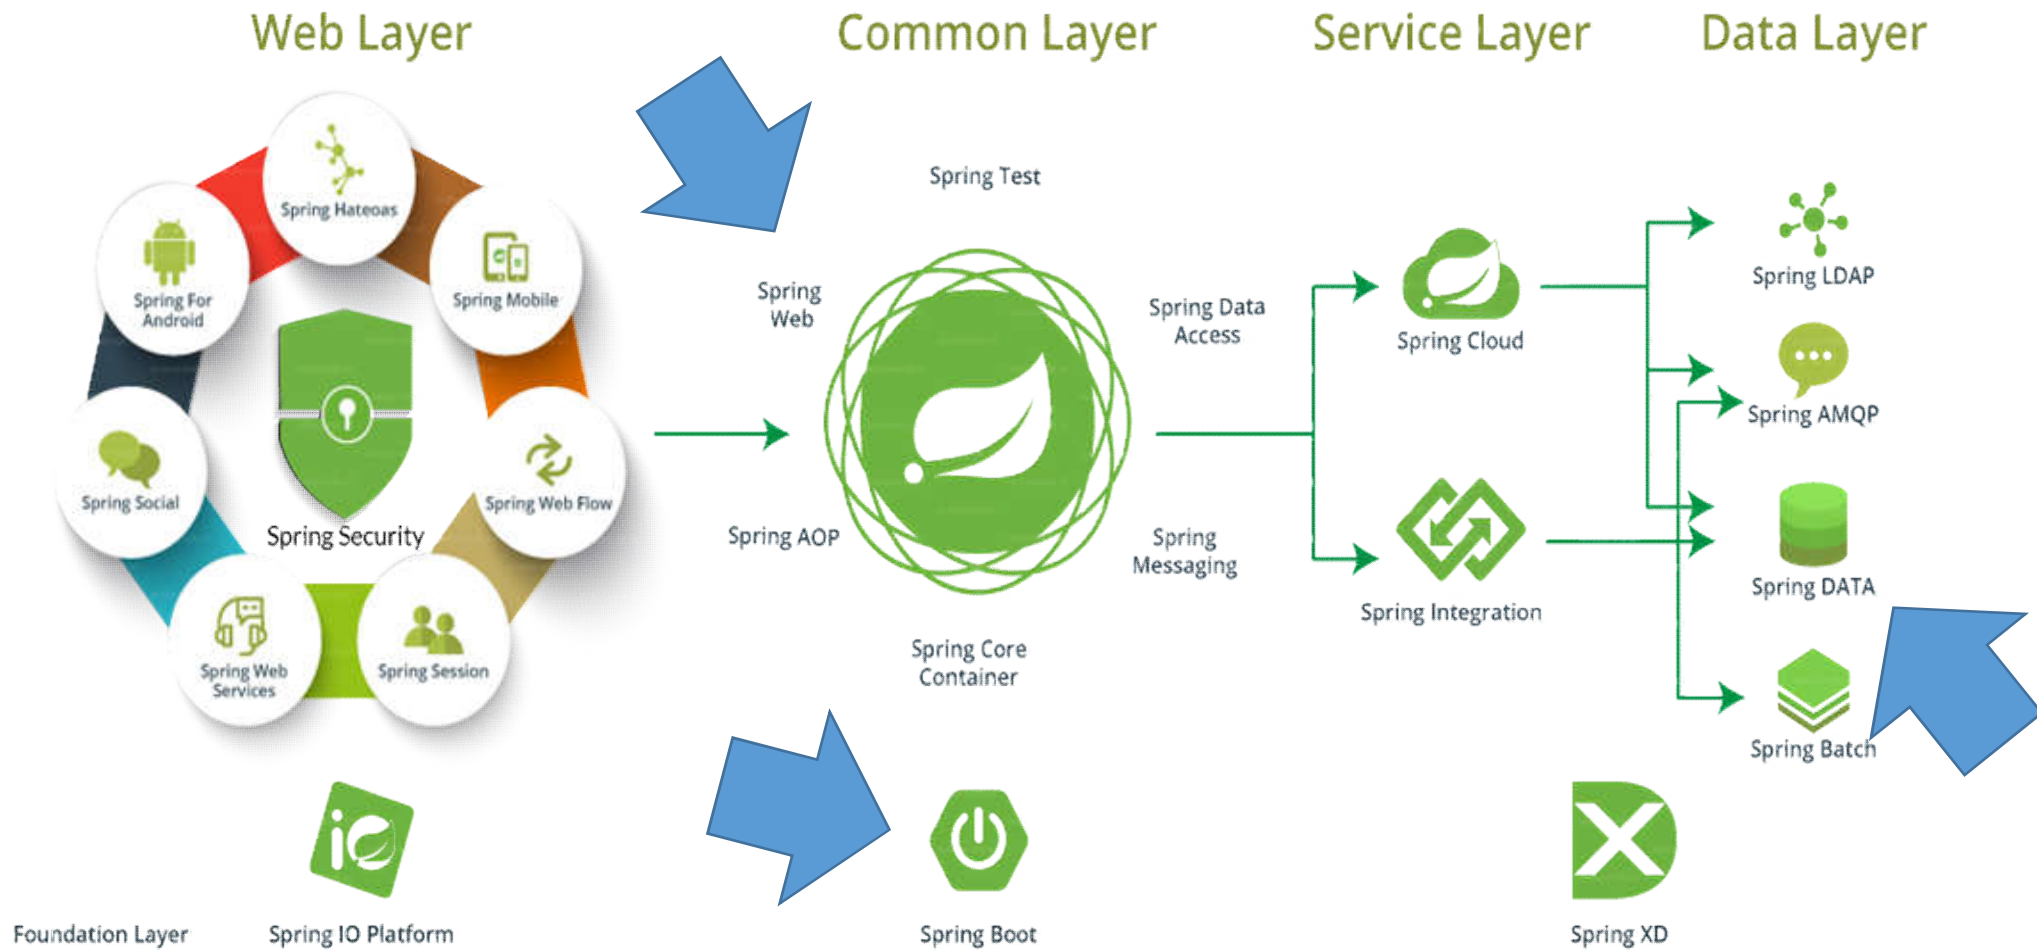 Web Layer
Common Layer
Service Layer
Data Layer
Spring Hateoas
Spring For
Android
Spring Mobile
Spring Social
Spring Security
Spring Web Flow
Spring Web
Services
Spring Session
Spring Test
Spring
Web
Spring Data
Access
Spring AOP
Spring
Messaging
Spring Core
Container
Spring Cloud
Spring Integration
Spring LDAP
Spring AMQP
Spring DATA
Spring Batch
io
Foundation Layer
Spring IO Platform
Spring Boot
Spring XD